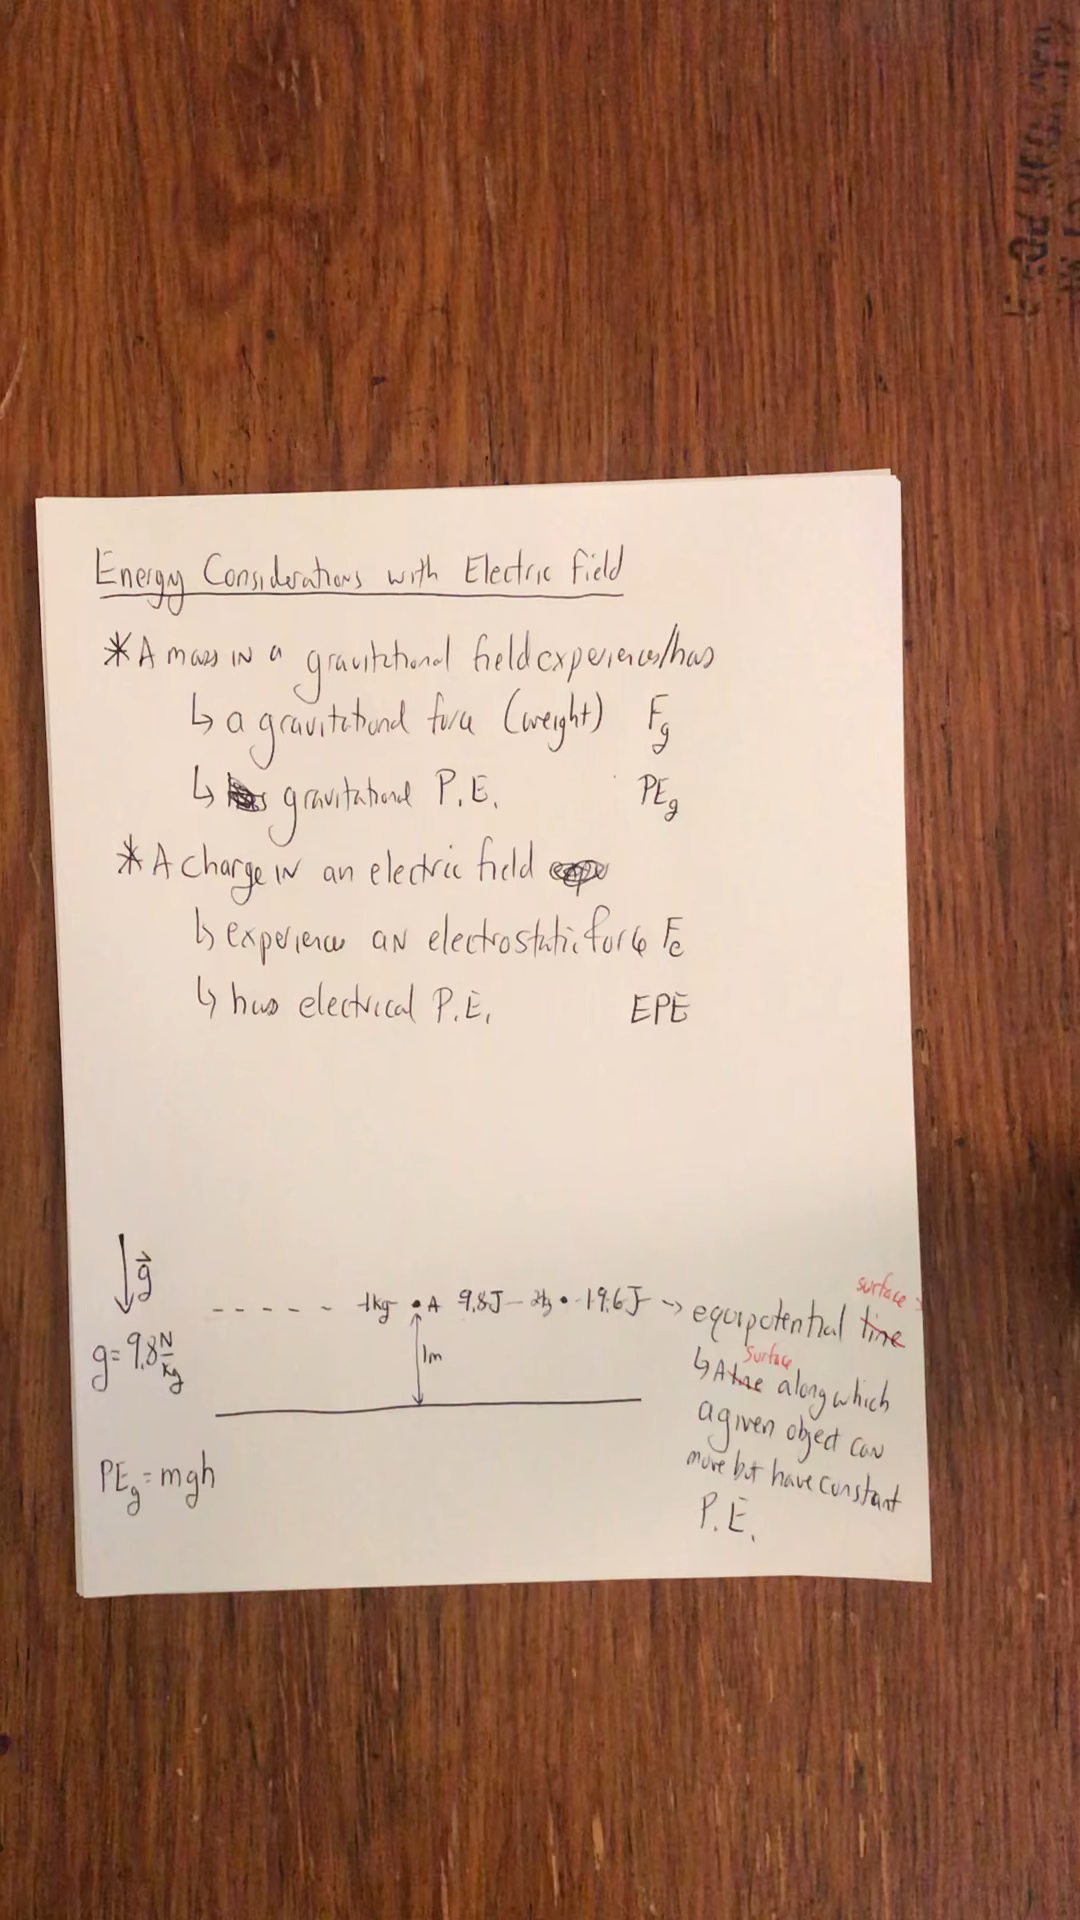 Energy Considerations with Electric Field
* A mass in a gravitational field experiences/has
↳ a gravitational force (weight) Fg
↳ gravitational P.E. PEg
* A charge in an electric field
↳ experiences an electrostatic force Fe
↳ has electrical P.E. EPE
g
g = 9.8 N/kg
1kg • A 9.8J 2kg • 19.6J → equipotential line surface
1m
↳ A line surface along which
a given object can
move but have constant
P.E.
PEg = mgh